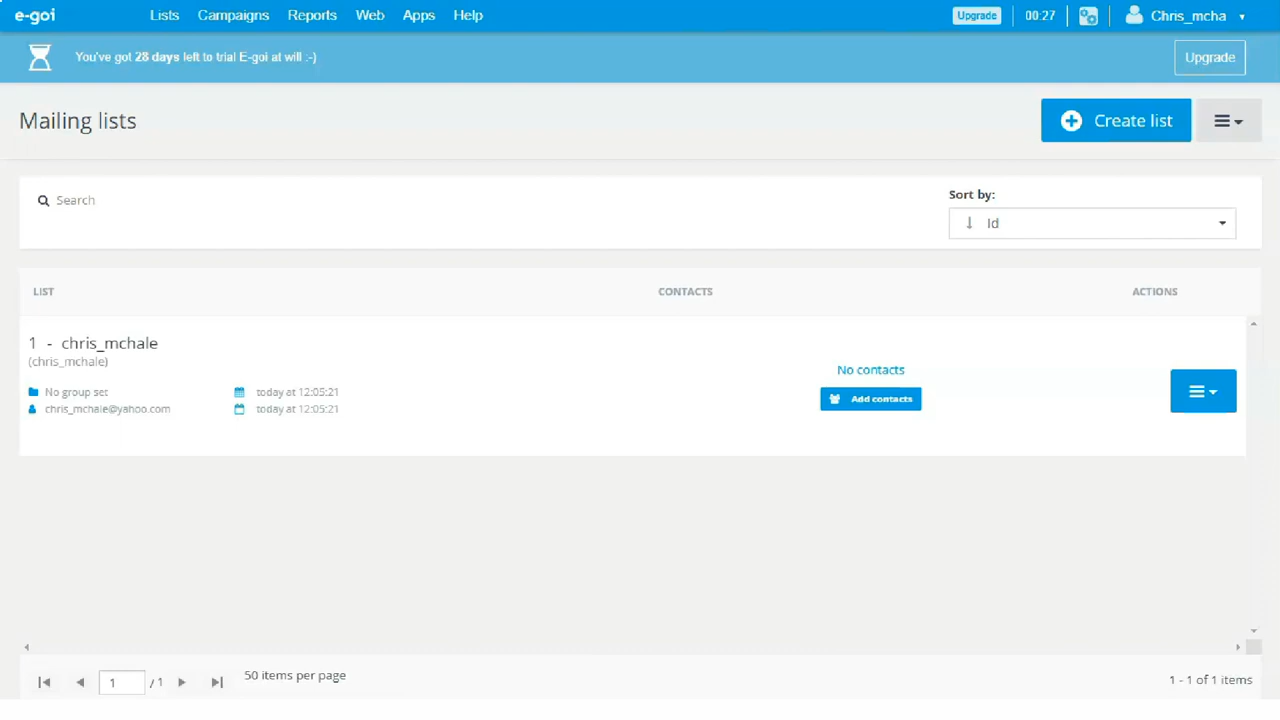 e-goi Lists Campaigns Reports Web Apps Help Upgrade 00:27 Chris_mcha
You've got 28 days left to trial E-goi at will :-) Upgrade
Mailing lists Create list
Search
Sort by:
Id
LIST CONTACTS ACTIONS
1 - chris_mchale
(chris_mchale)
No contacts
No group set today at 12:05:21
Add contacts
chris_mchale@yahoo.com today at 12:05:21
1 / 1 50 items per page 1 - 1 of 1 items